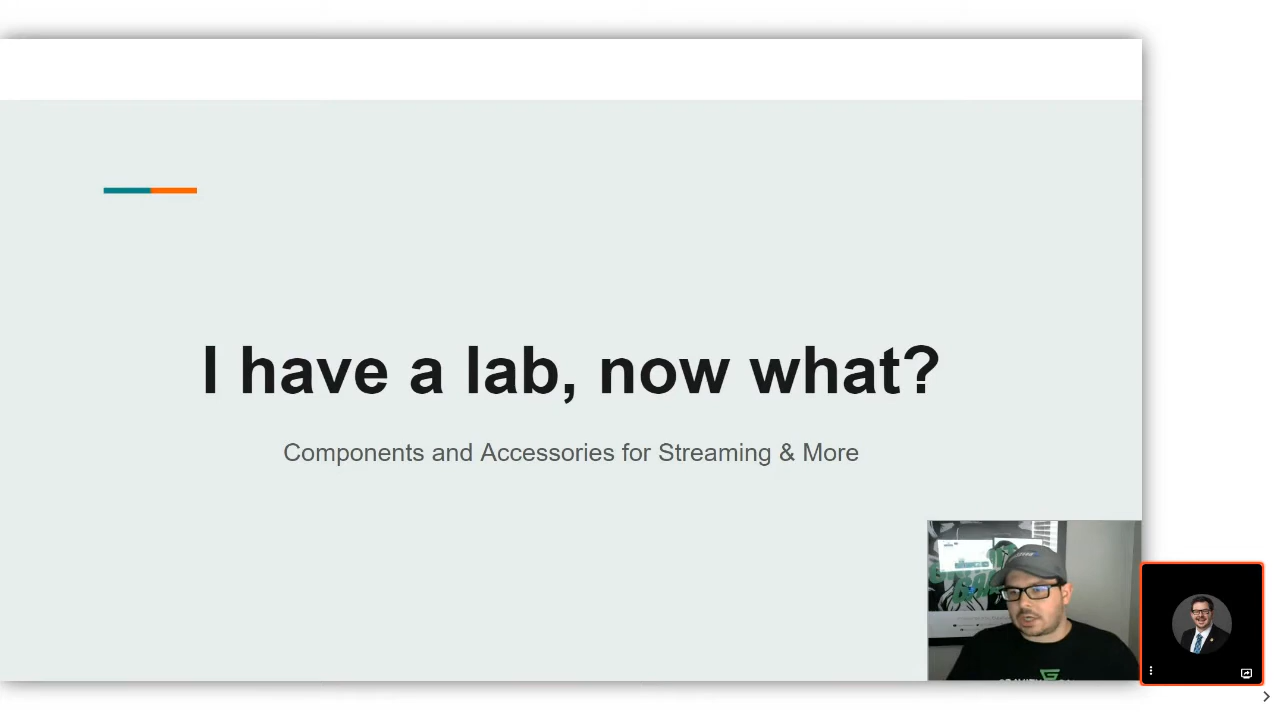 I have a lab, now what?
Components and Accessories for Streaming & More